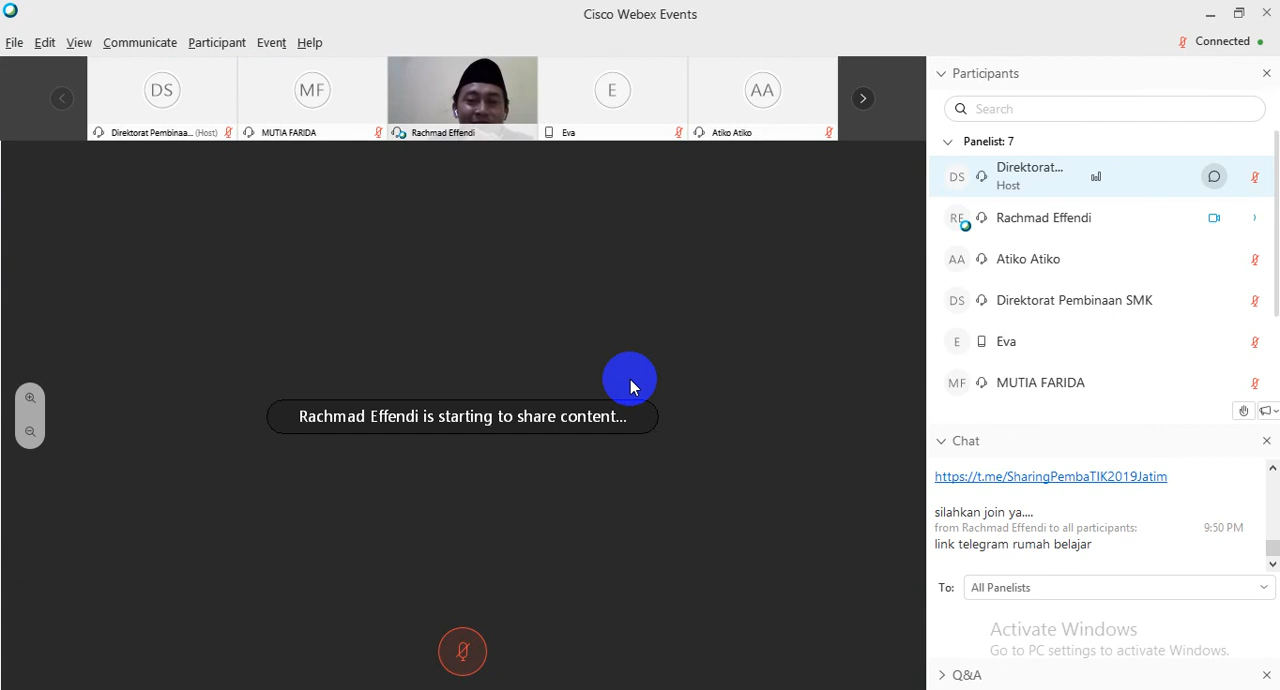 Cisco Webex Events
File Edit View Communicate Participant Event Help
Connected
DS
MF
E
AA
Direktorat Pembinaa... (Host)
MUTIA FARIDA
Rachmad Effendi
Eva
Atiko Atiko
Rachmad Effendi is starting to share content...
Participants
Search
Panelist: 7
DS
Direktorat...
Host
RE
Rachmad Effendi
AA
Atiko Atiko
DS
Direktorat Pembinaan SMK
E
Eva
MF
MUTIA FARIDA
Chat
https://t.me/SharingPembaTIK2019Jatim
silahkan join ya....
from Rachmad Effendi to all participants:
9:50 PM
link telegram rumah belajar
To:
All Panelists
Activate Windows
Go to PC settings to activate Windows.
Q&A